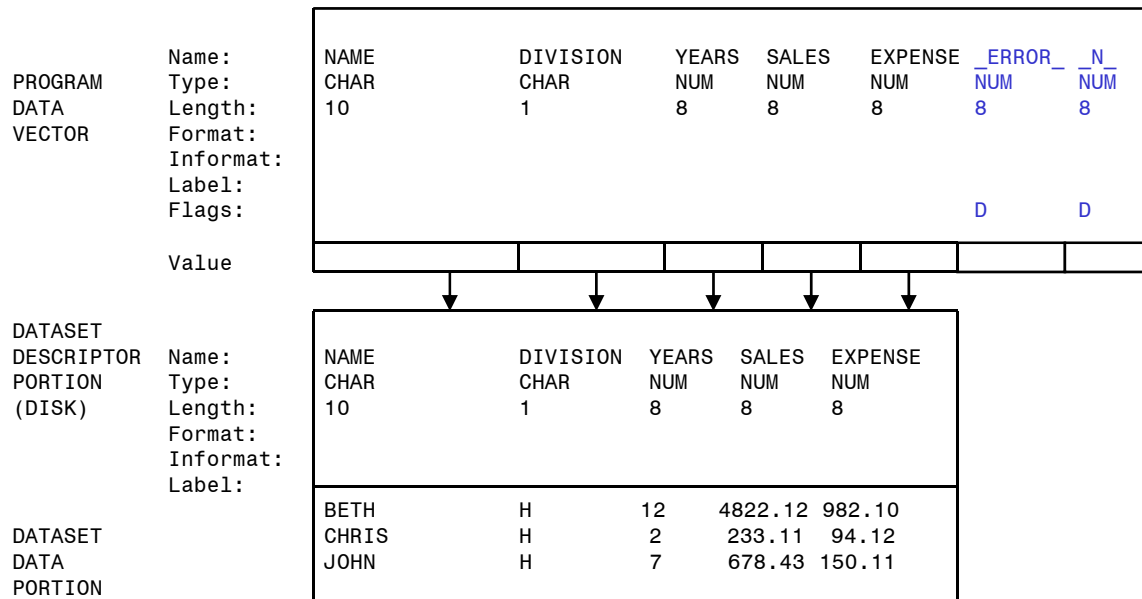 Name: NAME DIVISION YEARS SALES EXPENSE _ERROR_ _N_
PROGRAM Type: CHAR CHAR NUM NUM NUM NUM NUM
DATA Length: 10 1 8 8 8 8 8
VECTOR Format:
Informat:
Label:
Flags: D D
Value
DATASET
DESCRIPTOR Name: NAME DIVISION YEARS SALES EXPENSE
PORTION Type: CHAR CHAR NUM NUM NUM
(DISK) Length: 10 1 8 8 8
Format:
Informat:
Label:
BETH H 12 4822.12 982.10
DATASET CHRIS H 2 233.11 94.12
DATA JOHN H 7 678.43 150.11
PORTION